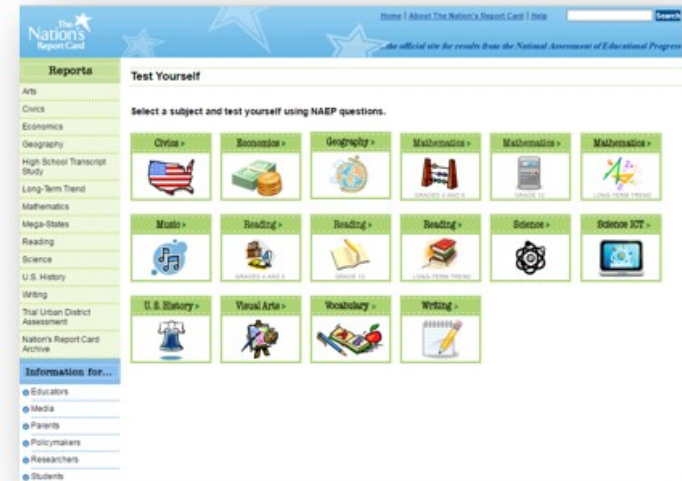 The
Nation's
Report Card
Home | About The Nation's Report Card | Help
Search
...the official site for results from the National Assessment of Educational Progress
Reports
Arts
Civics
Economics
Geography
High School Transcript
Study
Long-Term Trend
Mathematics
Mega-States
Reading
Science
U.S. History
Writing
Trial Urban District
Assessment
Nation's Report Card
Archive
Information for...
Educators
Media
Parents
Policymakers
Researchers
Students
Test Yourself
Select a subject and test yourself using NAEP questions.
Civics > Economics > Geography > Mathematics > Mathematics > Mathematics >
GRADES 4 AND 8 GRADE 12 LONG-TERM TREND
Music > Reading > Reading > Reading > Science > Science ICT >
GRADES 4 AND 8 GRADE 12 LONG-TERM TREND
U. S. History > Visual Arts > Vocabulary > Writing >